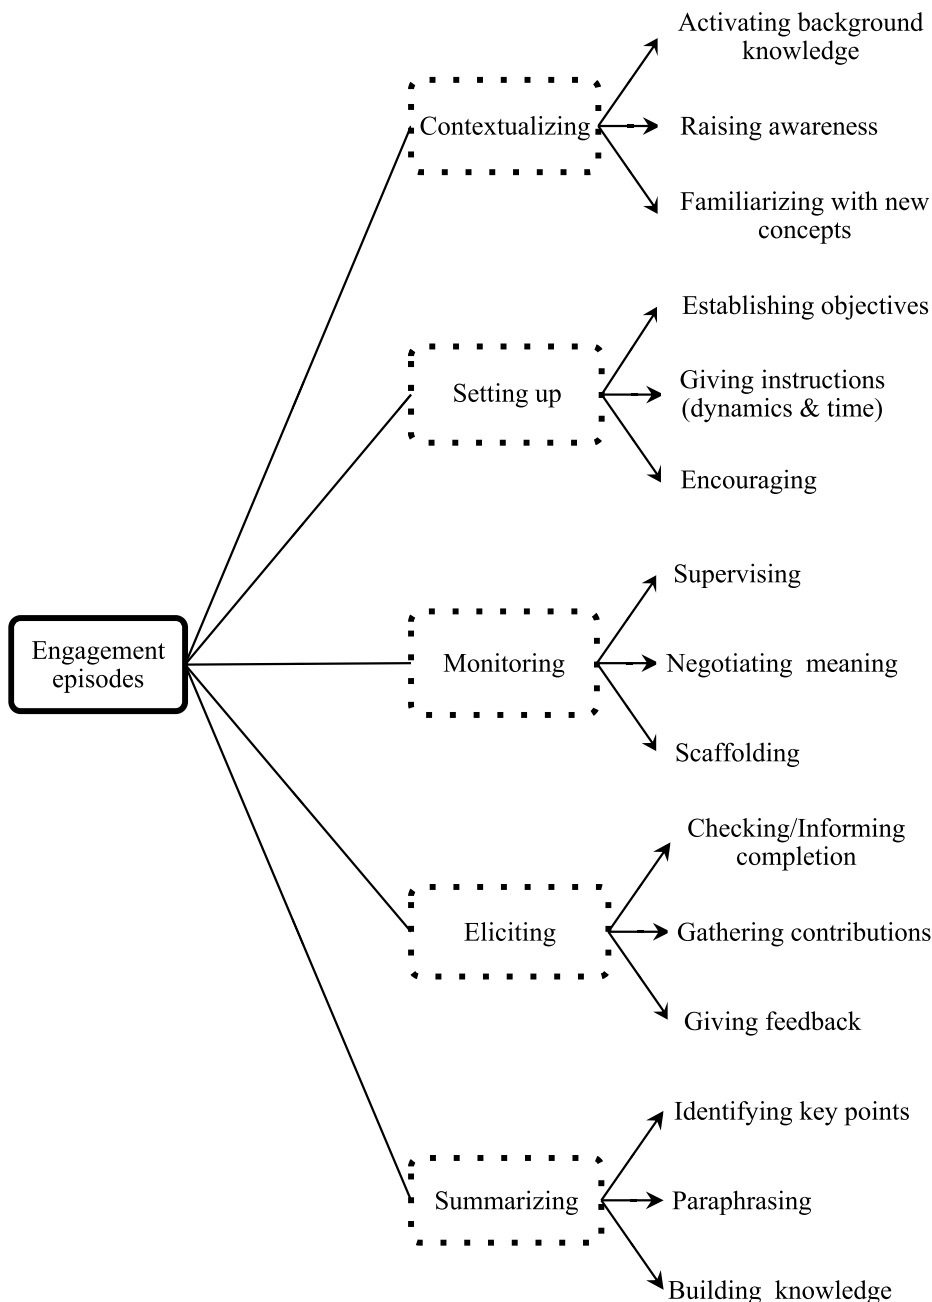 Engagement
episodes
Contextualizing
Activating background
knowledge
Raising awareness
Familiarizing with new
concepts
Setting up
Establishing objectives
Giving instructions
(dynamics & time)
Encouraging
Monitoring
Supervising
Negotiating  meaning
Scaffolding
Eliciting
Checking/Informing
completion
Gathering contributions
Giving feedback
Summarizing
Identifying key points
Paraphrasing
Building  knowledge